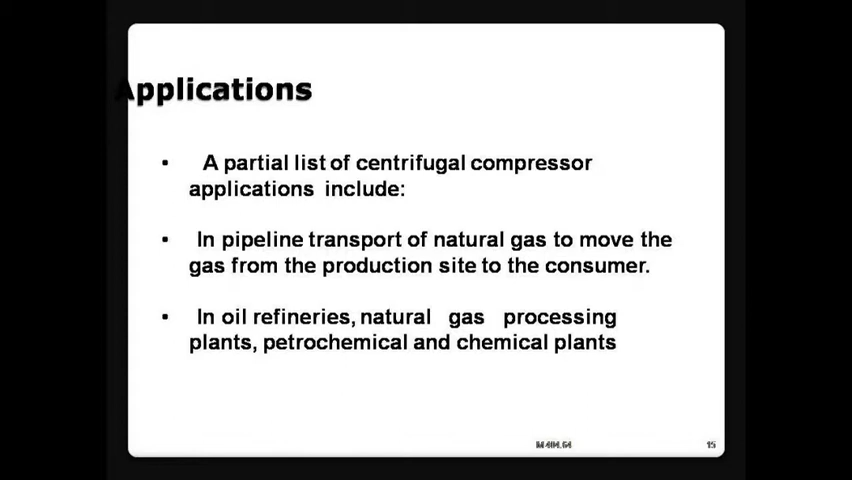 Applications
• A partial list of centrifugal compressor
applications include:
• In pipeline transport of natural gas to move the
gas from the production site to the consumer.
• In oil refineries, natural gas processing
plants, petrochemical and chemical plants
15